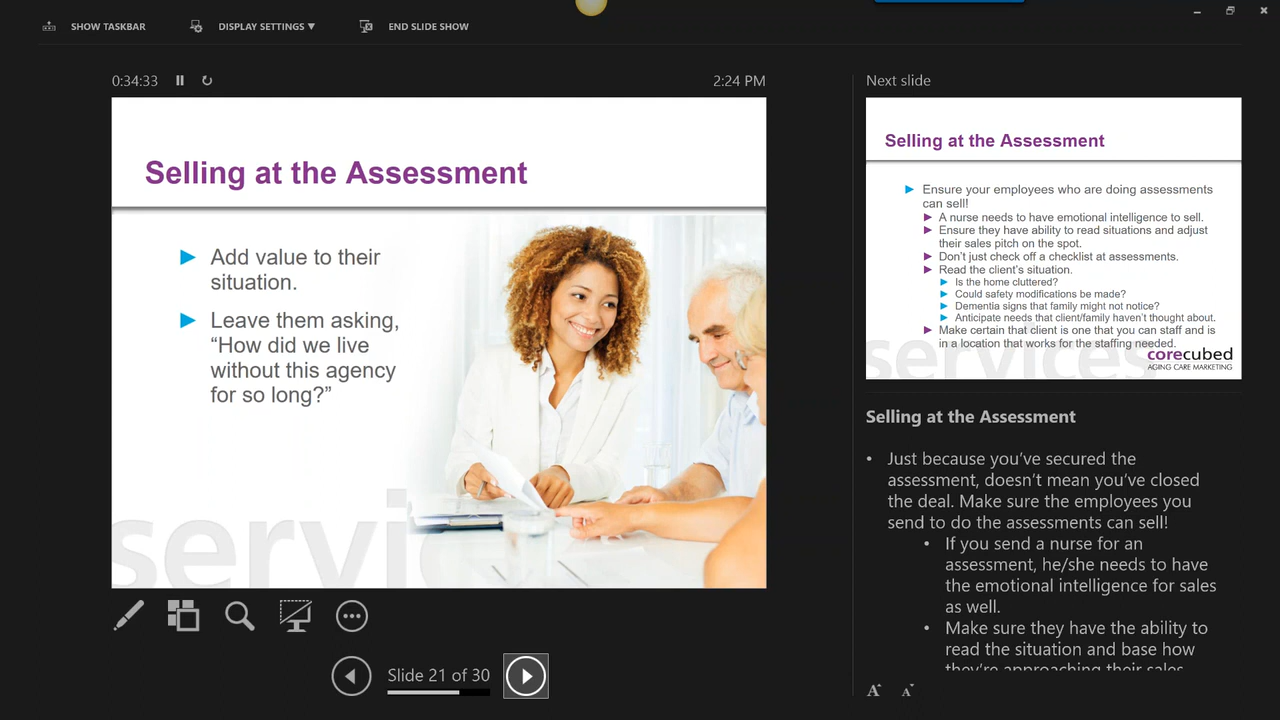 SHOW TASKBAR
DISPLAY SETTINGS ▼
END SLIDE SHOW
0:34:33
2:24 PM
Selling at the Assessment
Add value to their
situation.
Leave them asking,
“How did we live
without this agency
for so long?”
services
Slide 21 of 30
Next slide
Selling at the Assessment
Ensure your employees who are doing assessments
can sell!
A nurse needs to have emotional intelligence to sell.
Ensure they have ability to read situations and adjust
their sales pitch on the spot.
Don’t just check off a checklist at assessments.
Read the client’s situation.
Is the home cluttered?
Could safety modifications be made?
Dementia signs that family might not notice?
Anticipate needs that client/family haven’t thought about.
Make certain that client is one that you can staff and is
in a location that works for the staffing needed.
services
corecubed
AGING CARE MARKETING
Selling at the Assessment
• Just because you’ve secured the
assessment, doesn’t mean you’ve closed
the deal. Make sure the employees you
send to do the assessments can sell!
• If you send a nurse for an
assessment, he/she needs to have
the emotional intelligence for sales
as well.
• Make sure they have the ability to
read the situation and base how
they’re approaching their sales
A A